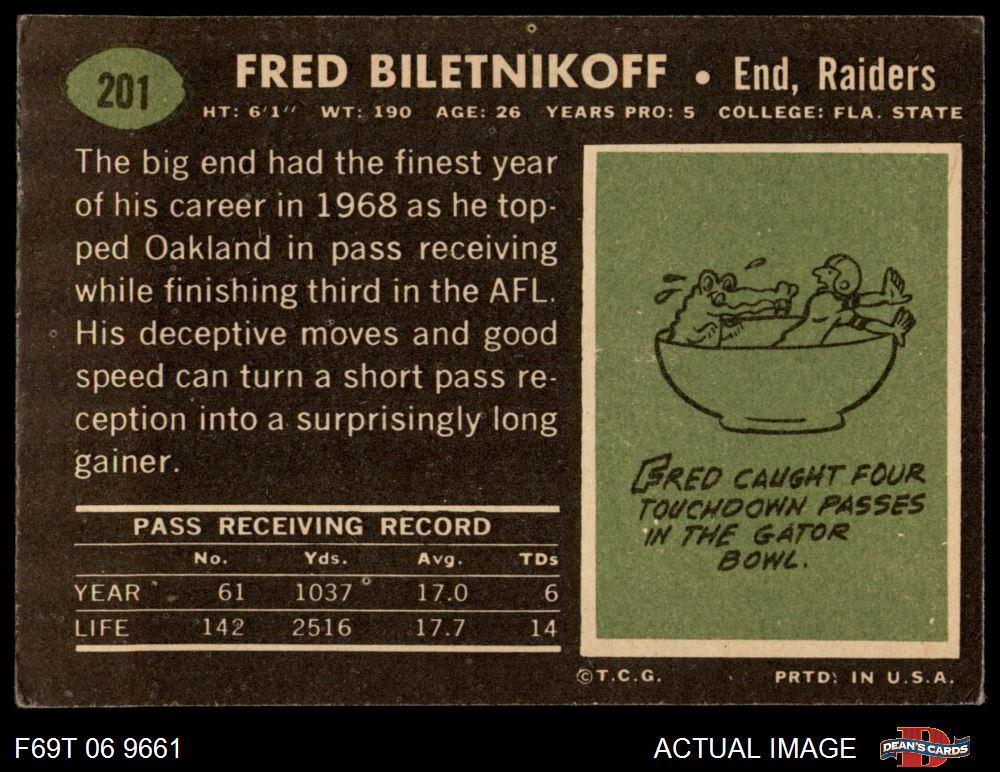 201
FRED BILETNIKOFF • End, Raiders
HT: 6'1" WT: 190 AGE: 26 YEARS PRO: 5 COLLEGE: FLA. STATE
The big end had the finest year
of his career in 1968 as he top-
ped Oakland in pass receiving
while finishing third in the AFL.
His deceptive moves and good
speed can turn a short pass re-
ception into a surprisingly long
gainer.
PASS RECEIVING RECORD
No. Yds. Avg. TDs
YEAR 61 1037 17.0 6
LIFE 142 2516 17.7 14
FRED CAUGHT FOUR
TOUCHDOWN PASSES
IN THE GATOR
BOWL.
©T.C.G. PRTD. IN U.S.A.
F69T 06 9661
ACTUAL IMAGE
D
DEAN'S CARDS